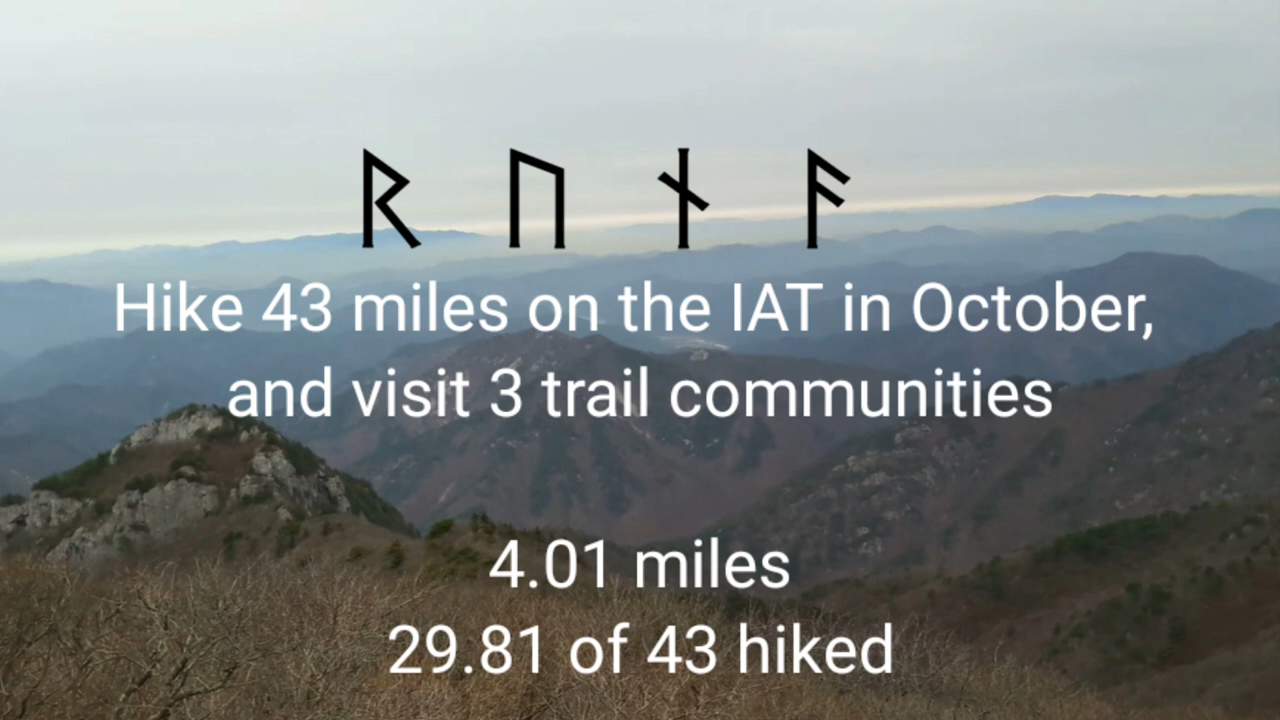 ᚱ ᚢ ᚾ ᚨ
Hike 43 miles on the IAT in October,
and visit 3 trail communities
4.01 miles
29.81 of 43 hiked